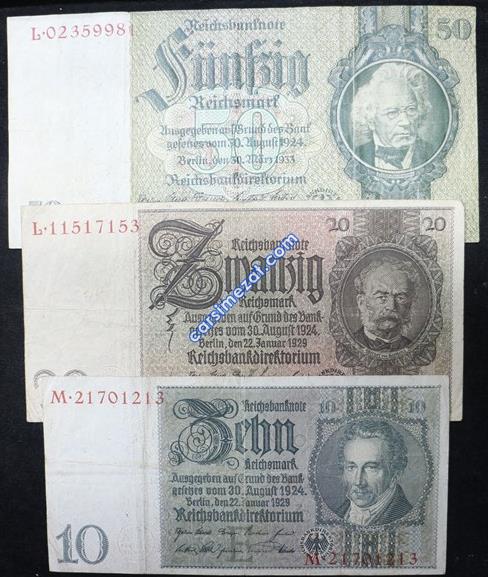 L·02359981
Reichsbanknote
50
Fünfzig
Reichsmark
50
Ausgegeben auf Grund des Bank-
gesetzes vom 30. August 1924.
Berlin, den 30. März 1933
Reichsbankdirektorium
L·11517153
Reichsbanknote
20
20
Zwanzig
Reichsmark
Ausgegeben auf Grund des Bank-
gesetzes vom 30. August 1924.
Berlin, den 22. Januar 1929
Reichsbankdirektorium
carsimezat.com
M·21701213
Reichsbanknote
Zehn
Reichsmark
Ausgegeben auf Grund des Bank-
gesetzes vom 30. August 1924.
Berlin, den 22. Januar 1929
Reichsbankdirektorium
10
M·21701213